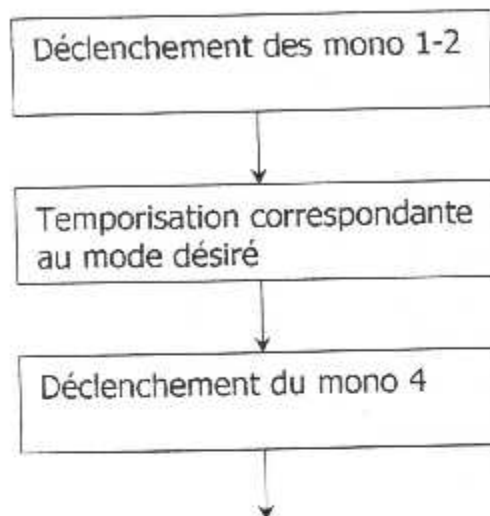 Déclenchement des mono 1-2
Temporisation correspondante
au mode désiré
Déclenchement du mono 4